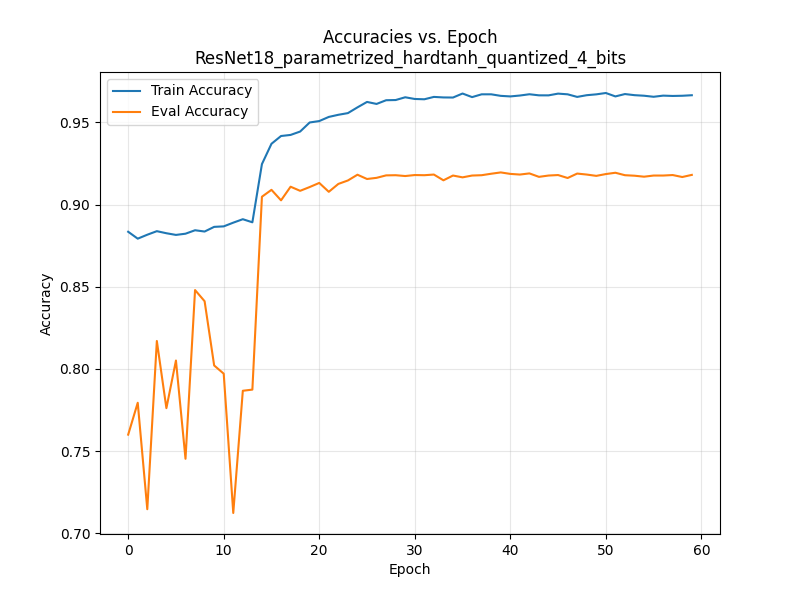 Accuracies vs. Epoch
ResNet18_parametrized_hardtanh_quantized_4_bits
Train Accuracy
Eval Accuracy
0.95
0.90
0.85
0.80
0.75
0.70
Accuracy
0 10 20 30 40 50 60
Epoch